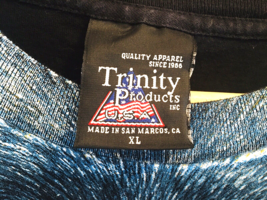 QUALITY APPAREL
SINCE 1986
Trinity
Products
INC
U.S.A
MADE IN SAN MARCOS, CA
XL